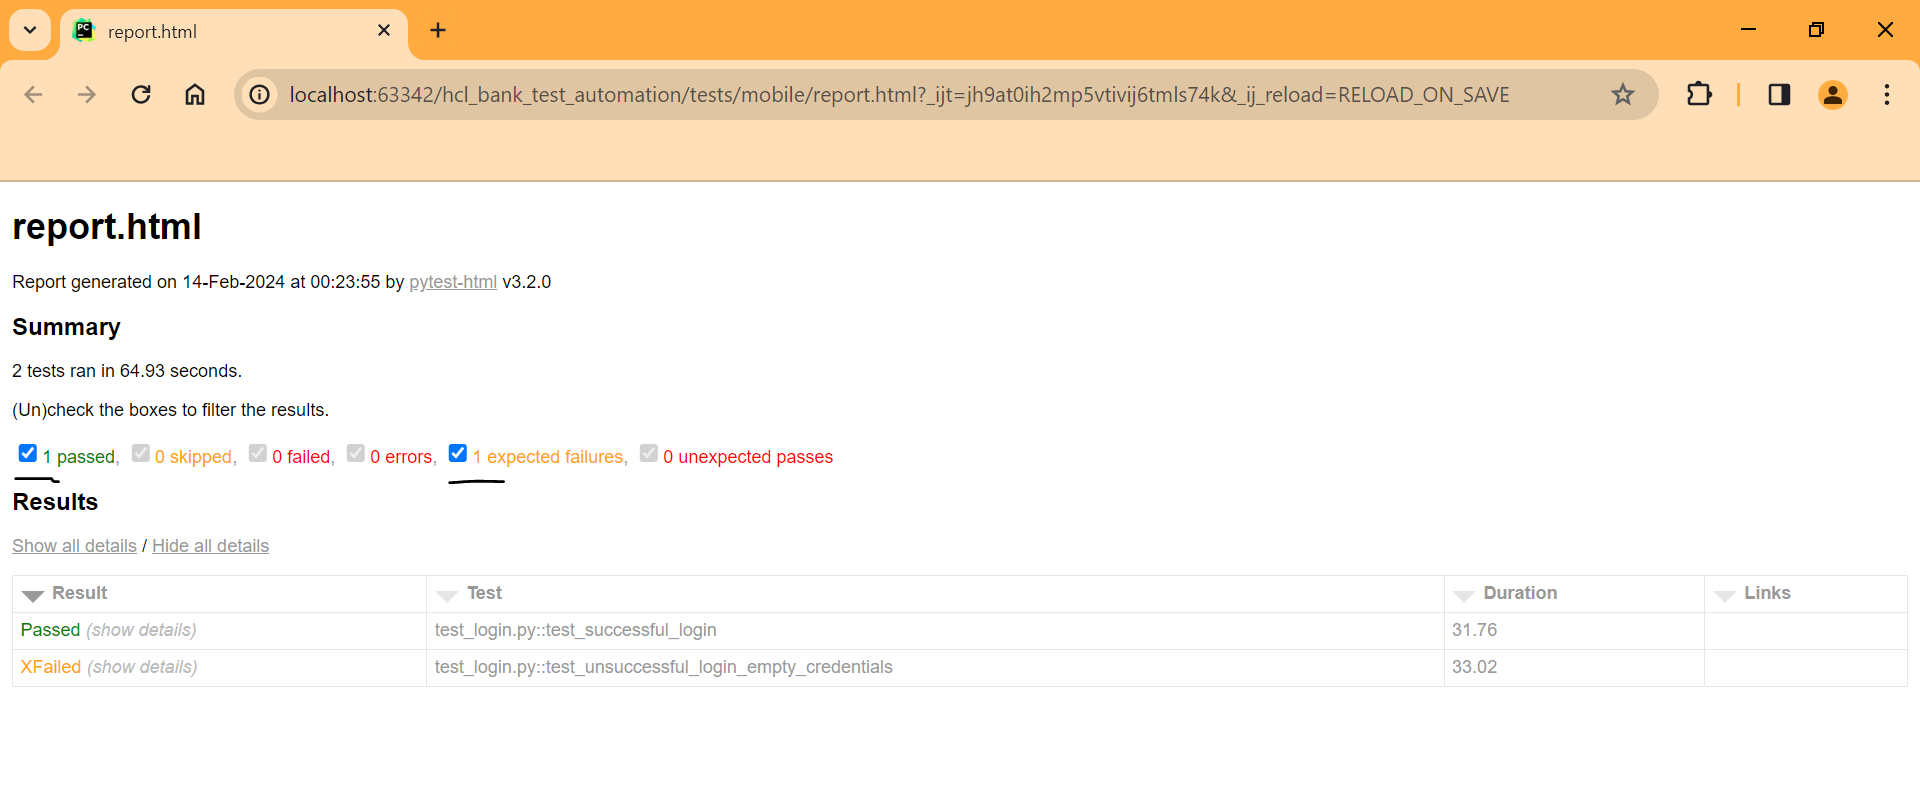 report.html
localhost:63342/hcl_bank_test_automation/tests/mobile/report.html?_ijt=jh9at0ih2mp5vtivij6tmls74k&_ij_reload=RELOAD_ON_SAVE
report.html
Report generated on 14-Feb-2024 at 00:23:55 by pytest-html v3.2.0
Summary
2 tests ran in 64.93 seconds.
(Un)check the boxes to filter the results.
1 passed, 0 skipped, 0 failed, 0 errors, 1 expected failures, 0 unexpected passes
Results
Show all details / Hide all details
Result Test Duration Links
Passed (show details) test_login.py::test_successful_login 31.76
XFailed (show details) test_login.py::test_unsuccessful_login_empty_credentials 33.02